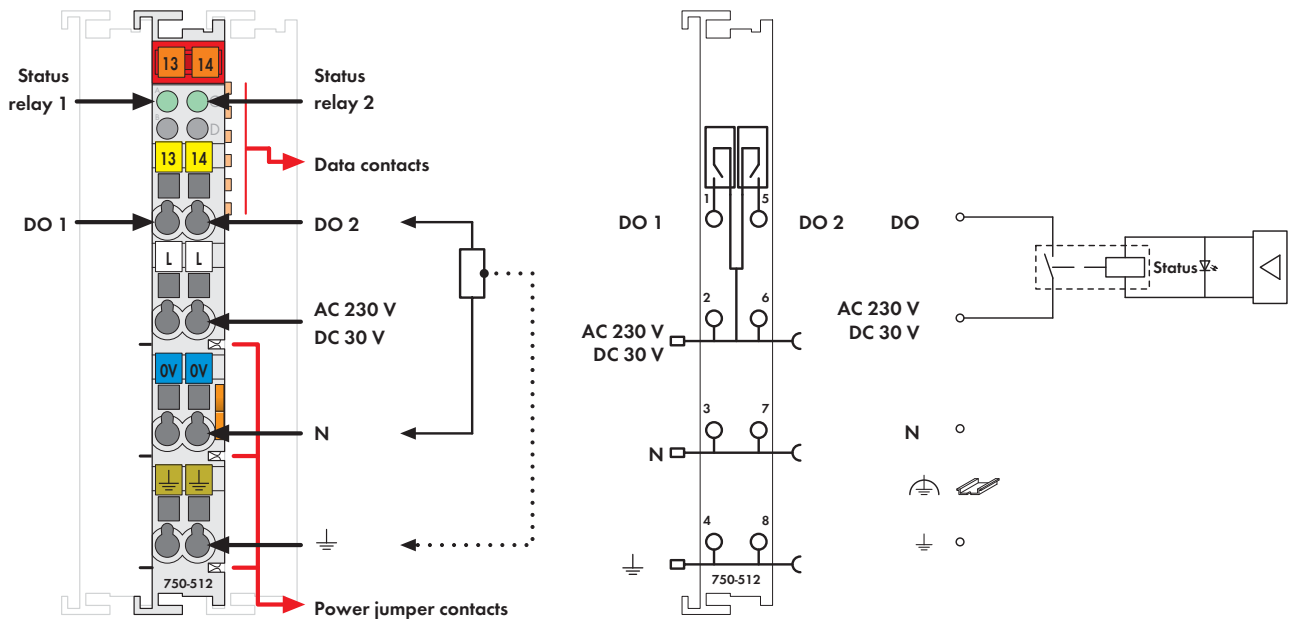 13 14
Status
relay 1
Status
relay 2
A
C
B
D
13 14
Data contacts
DO 1
DO 2
L L
AC 230 V
DC 30 V
0V 0V
N
750-512
Power jumper contacts
1 5
DO 1
DO 2
2 6
AC 230 V
DC 30 V
3 7
N
4 8
750-512
DO
Status
AC 230 V
DC 30 V
N